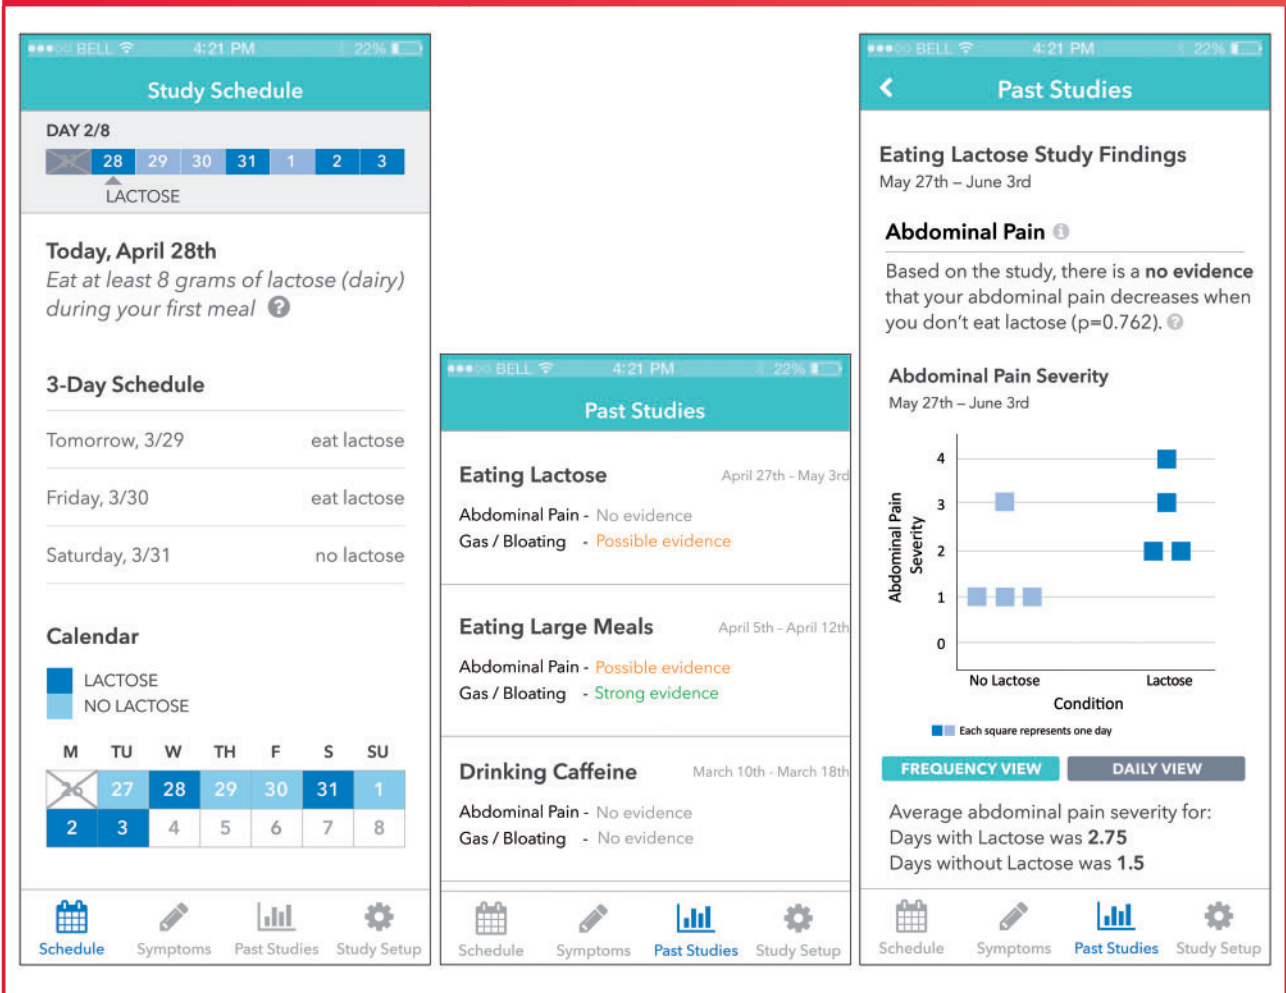 BELL 4:21 PM 22%
Study Schedule
DAY 2/8
27 28 29 30 31 1 2 3
LACTOSE
Today, April 28th
Eat at least 8 grams of lactose (dairy)
during your first meal ?
3-Day Schedule
Tomorrow, 3/29 eat lactose
Friday, 3/30 eat lactose
Saturday, 3/31 no lactose
Calendar
LACTOSE
NO LACTOSE
M TU W TH F S SU
26 27 28 29 30 31 1
2 3 4 5 6 7 8
Schedule Symptoms Past Studies Study Setup
BELL 4:21 PM 22%
Past Studies
Eating Lactose April 27th - May 3rd
Abdominal Pain - No evidence
Gas / Bloating - Possible evidence
Eating Large Meals April 5th - April 12th
Abdominal Pain - Possible evidence
Gas / Bloating - Strong evidence
Drinking Caffeine March 10th - March 18th
Abdominal Pain - No evidence
Gas / Bloating - No evidence
Schedule Symptoms Past Studies Study Setup
BELL 4:21 PM 22%
Past Studies
Eating Lactose Study Findings
May 27th – June 3rd
Abdominal Pain i
Based on the study, there is a no evidence
that your abdominal pain decreases when
you don't eat lactose (p=0.762). ?
Abdominal Pain Severity
May 27th – June 3rd
Abdominal Pain
Severity
4
3
2
1
0
No Lactose Lactose
Condition
Each square represents one day
FREQUENCY VIEW DAILY VIEW
Average abdominal pain severity for:
Days with Lactose was 2.75
Days without Lactose was 1.5
Schedule Symptoms Past Studies Study Setup